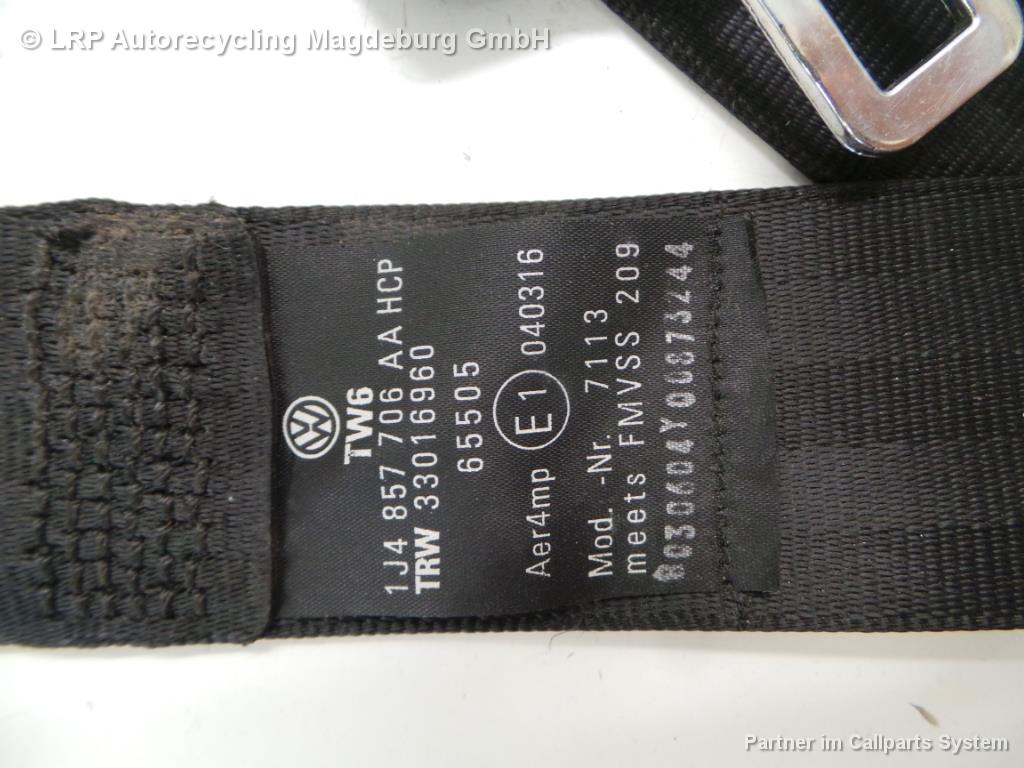 © LRP Autorecycling Magdeburg GmbH
TW6
1J4 857 706 AA HCP
TRW 33016960
65505
Aer4mp E1 040316
Mod. -Nr. 7113
meets FMVSS 209
Partner im Callparts System